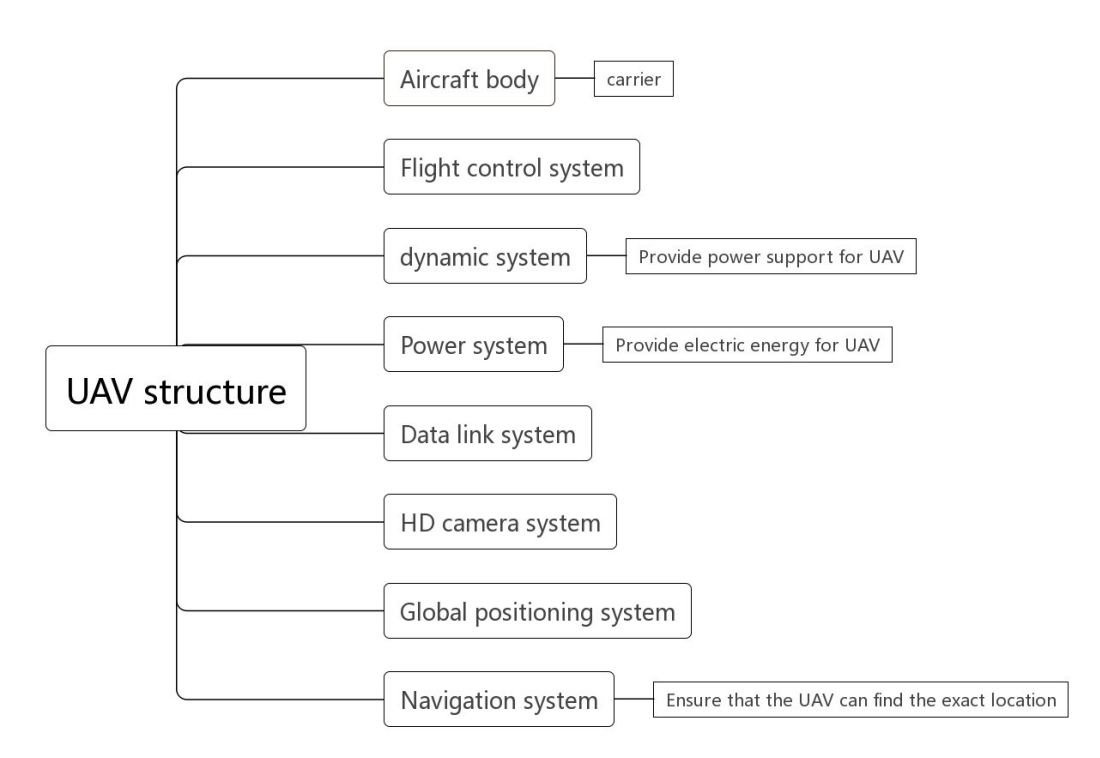 Aircraft body
carrier
Flight control system
dynamic system
Provide power support for UAV
Power system
Provide electric energy for UAV
UAV structure
Data link system
HD camera system
Global positioning system
Navigation system
Ensure that the UAV can find the exact location